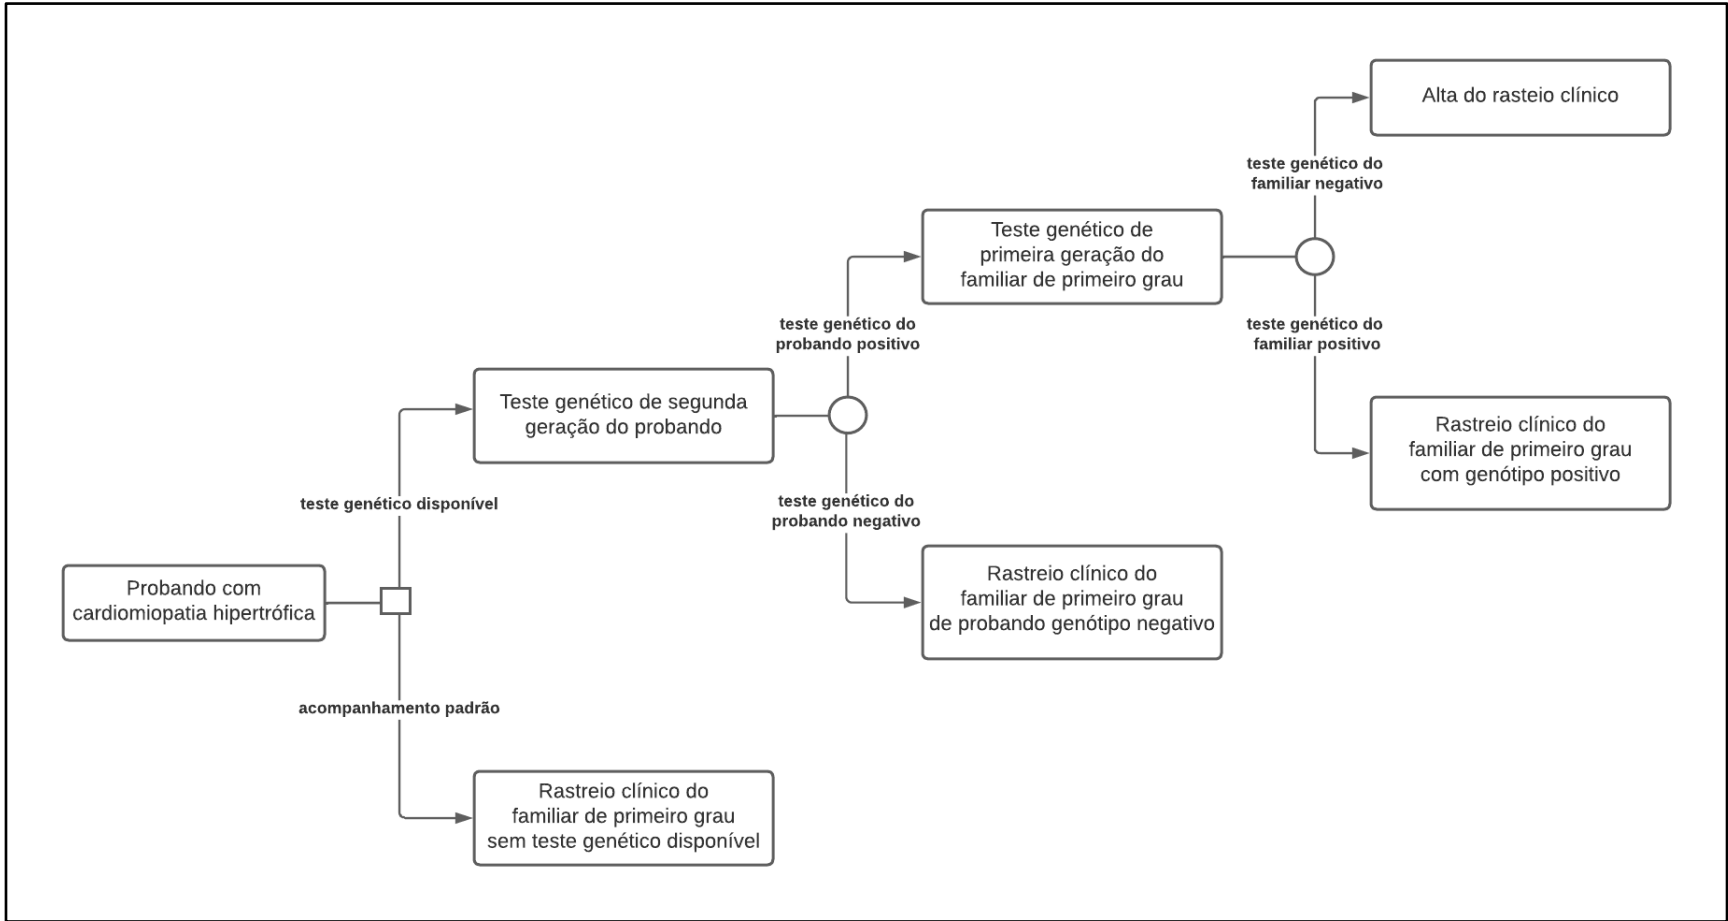 Alta do rasteio clínico
teste genético do
familiar negativo
Teste genético de
primeira geração do
familiar de primeiro grau
teste genético do
probando positivo
teste genético do
familiar positivo
Teste genético de segunda
geração do probando
Rastreio clínico do
familiar de primeiro grau
com genótipo positivo
teste genético disponível
teste genético do
probando negativo
Probando com
cardiomiopatia hipertrófica
Rastreio clínico do
familiar de primeiro grau
de probando genótipo negativo
acompanhamento padrão
Rastreio clínico do
familiar de primeiro grau
sem teste genético disponível